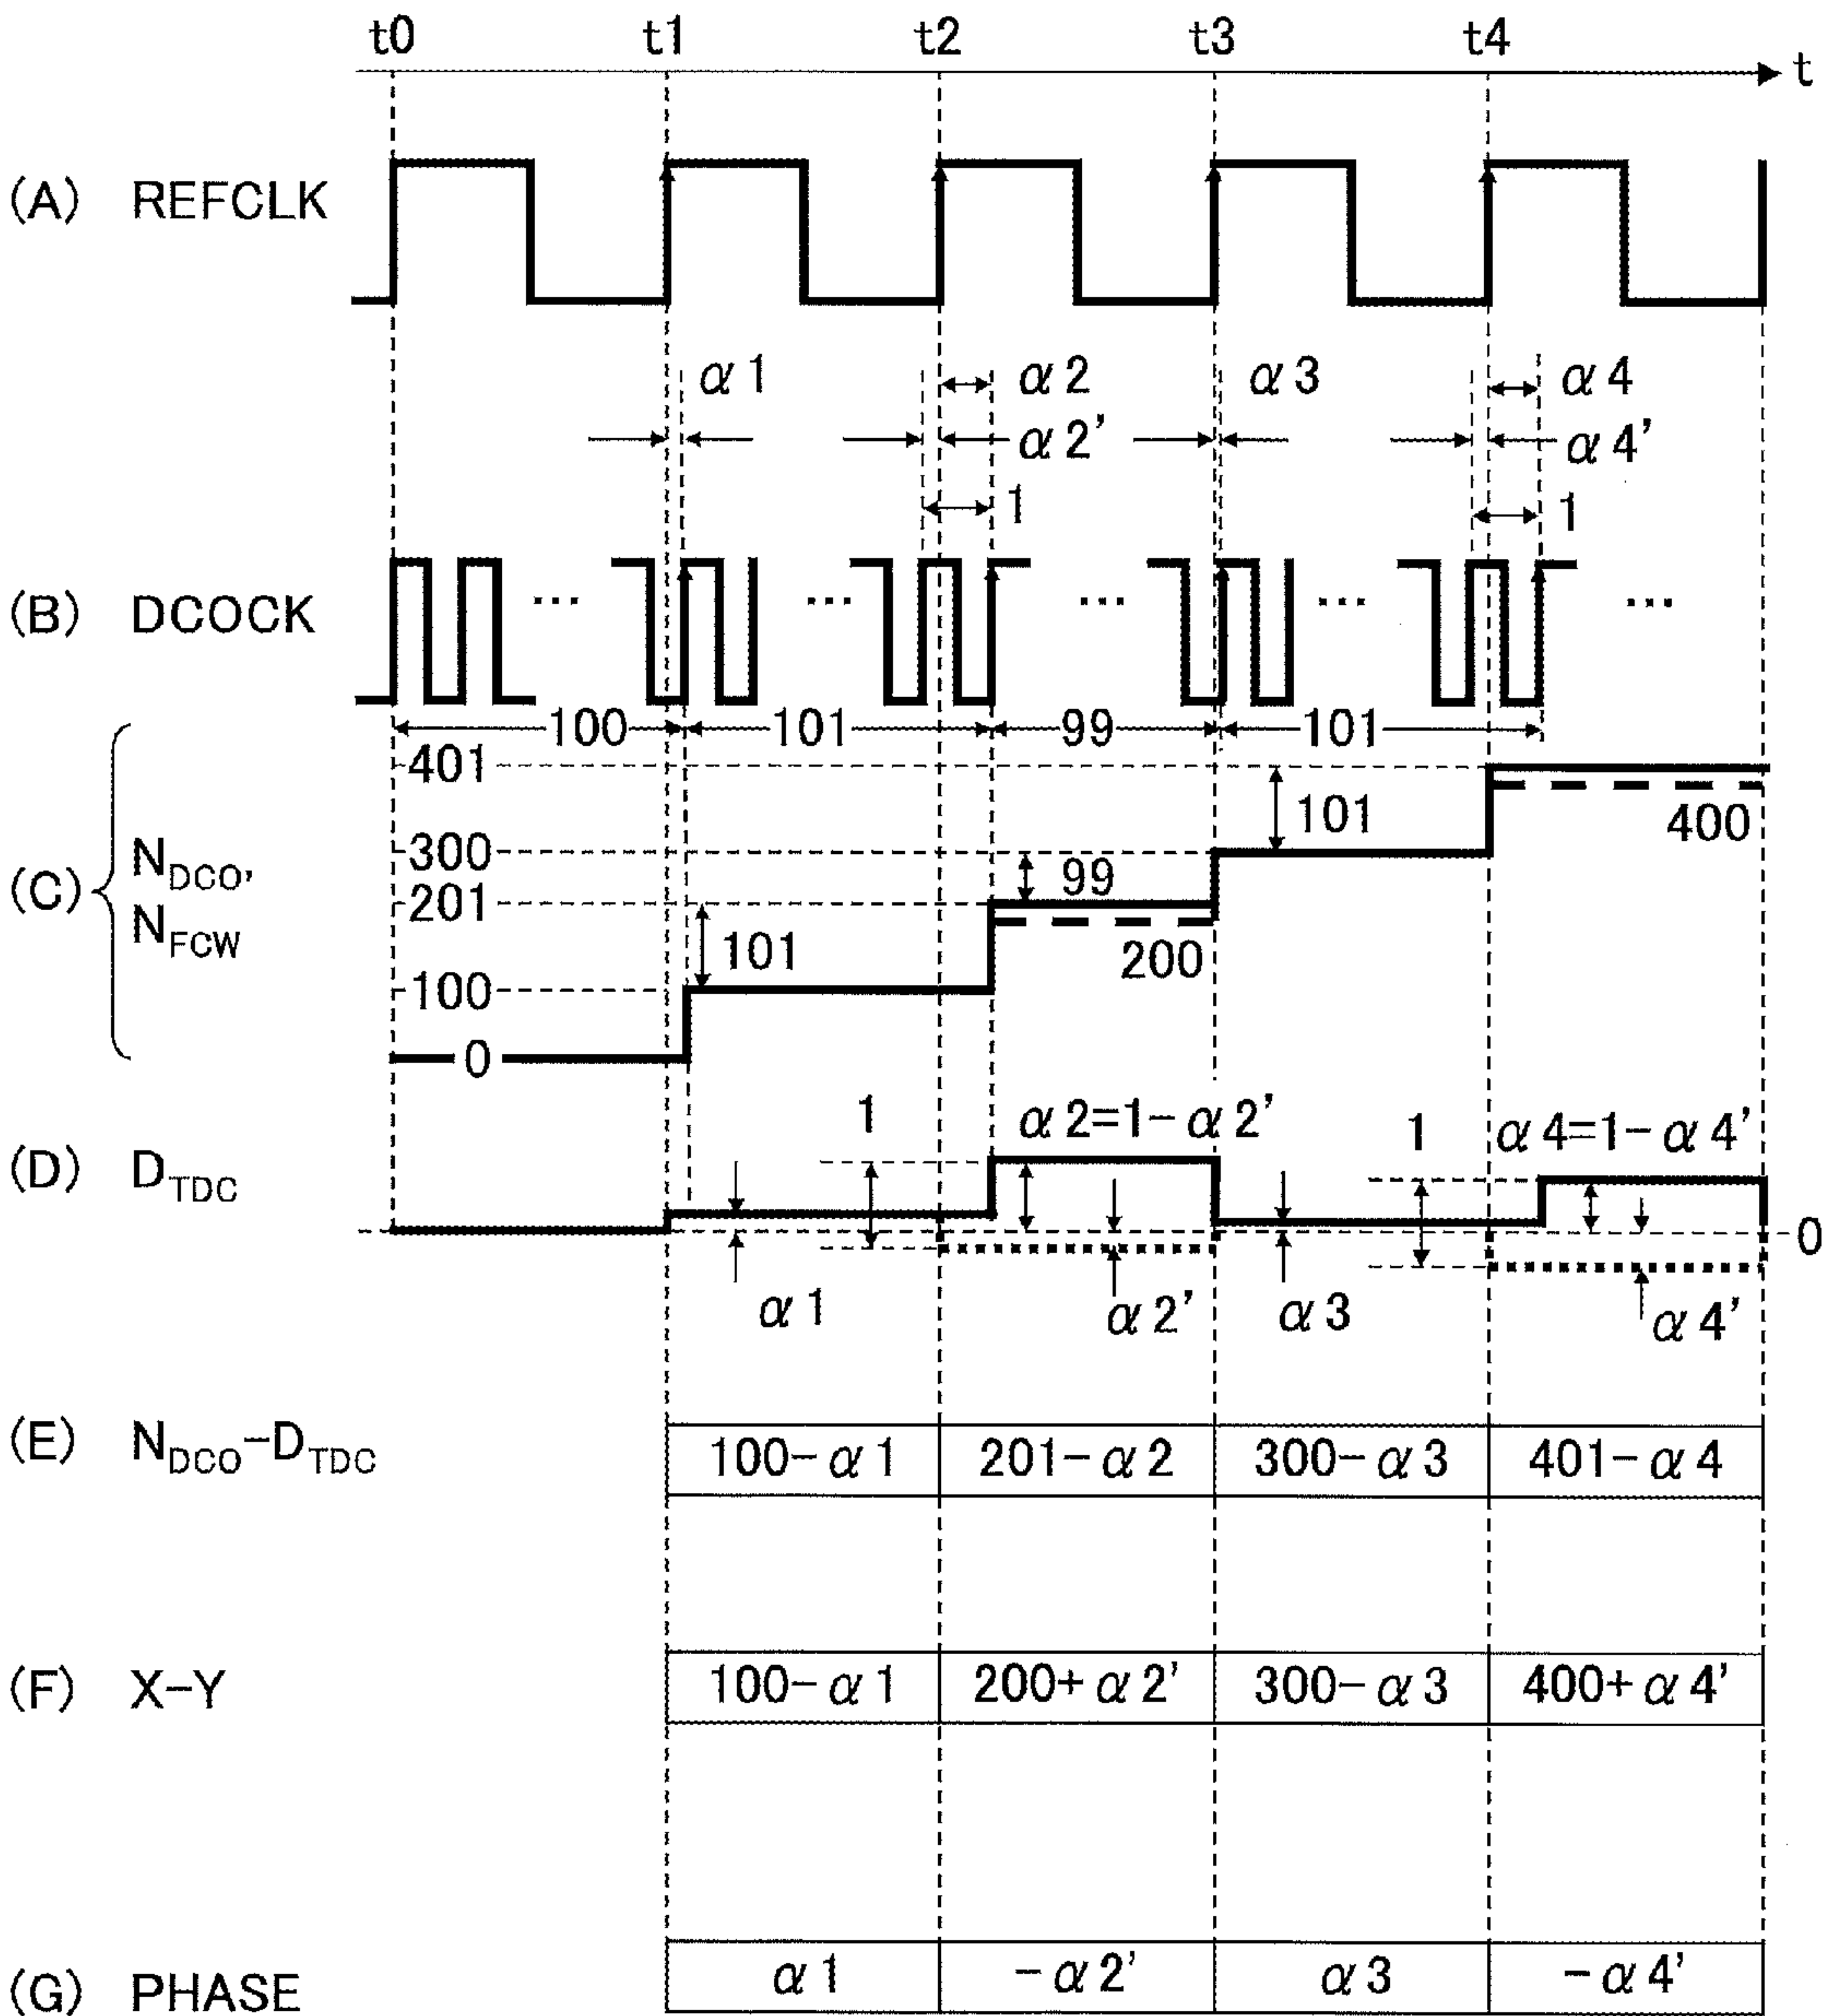 t0 t1 t2 t3 t4 t
(A) REFCLK
α1 α2 α3 α4
α2' α4'
1 1
(B) DCOCK ... ... ... ... ...
100 101 99 101
401
101 400
300
(C) N_DCO, N_FCW
99
201
101 200
100
0
1 α2=1-α2' 1 α4=1-α4'
(D) D_TDC
0
α1 α2' α3 α4'
(E) N_DCO-D_TDC 100-α1 201-α2 300-α3 401-α4
(F) X-Y 100-α1 200+α2' 300-α3 400+α4'
(G) PHASE α1 -α2' α3 -α4'